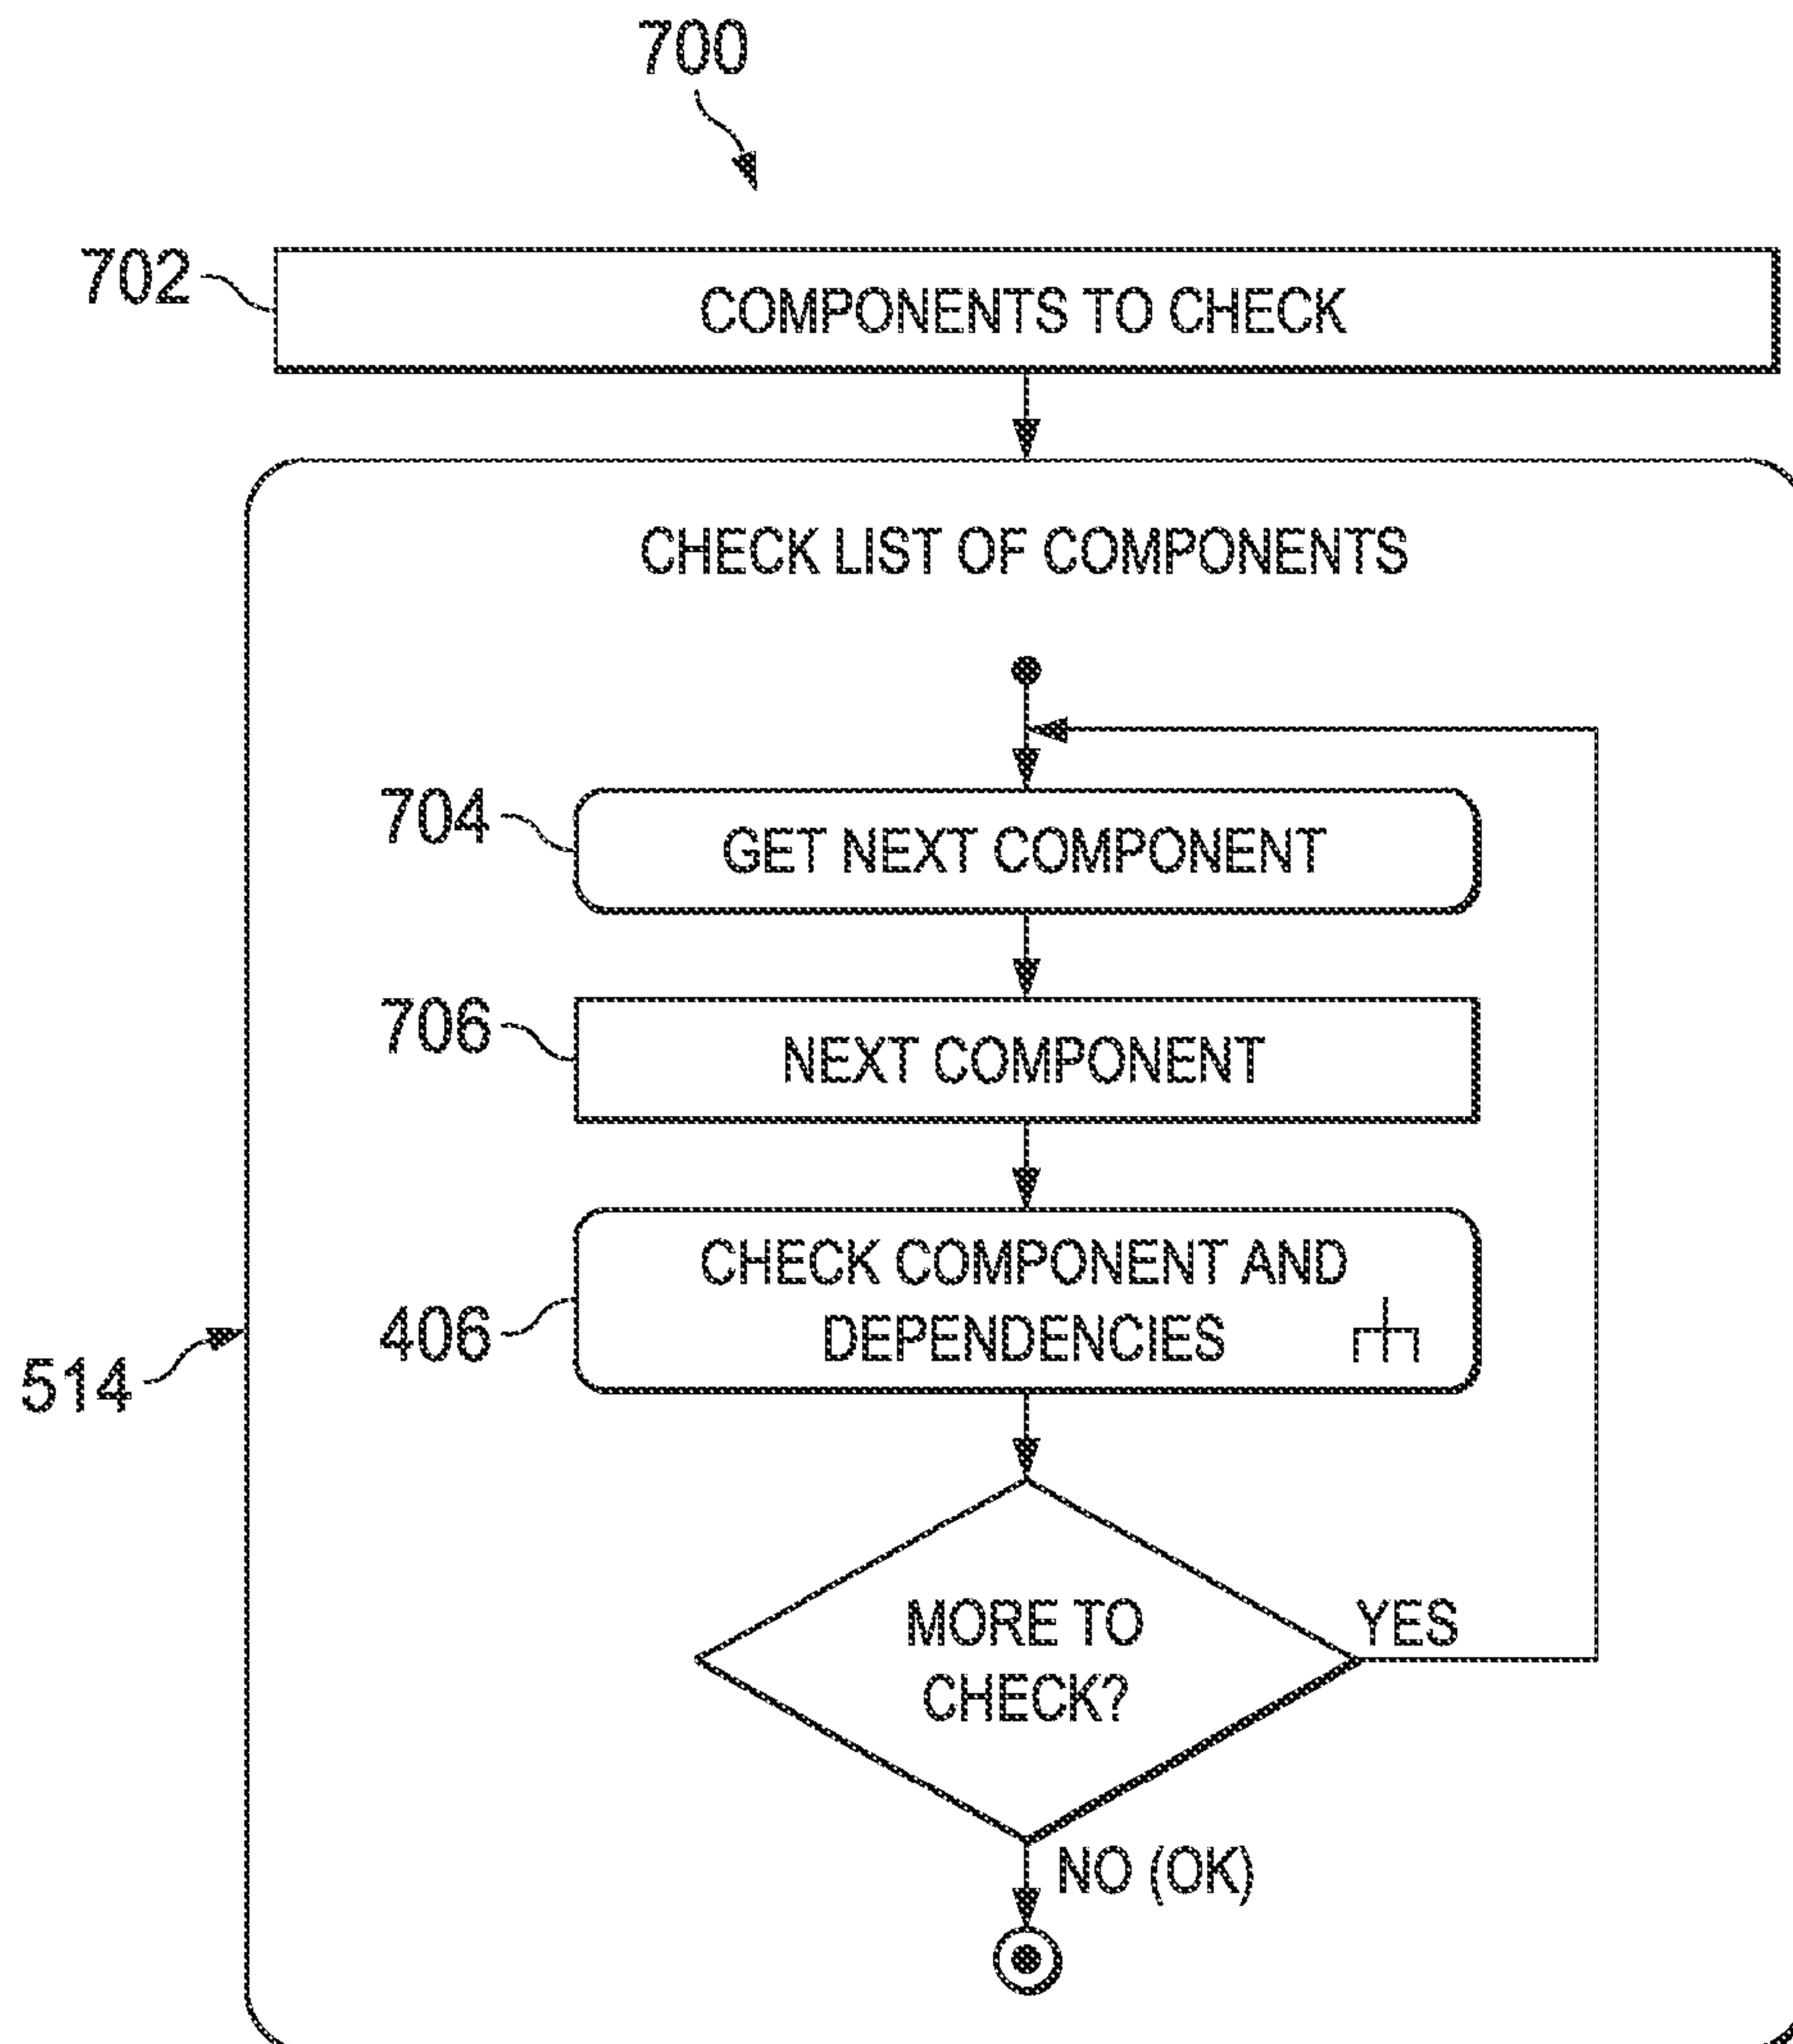 700
702
COMPONENTS TO CHECK
CHECK LIST OF COMPONENTS
704
GET NEXT COMPONENT
706
NEXT COMPONENT
406
CHECK COMPONENT AND
DEPENDENCIES
514
MORE TO
CHECK?
YES
NO (OK)